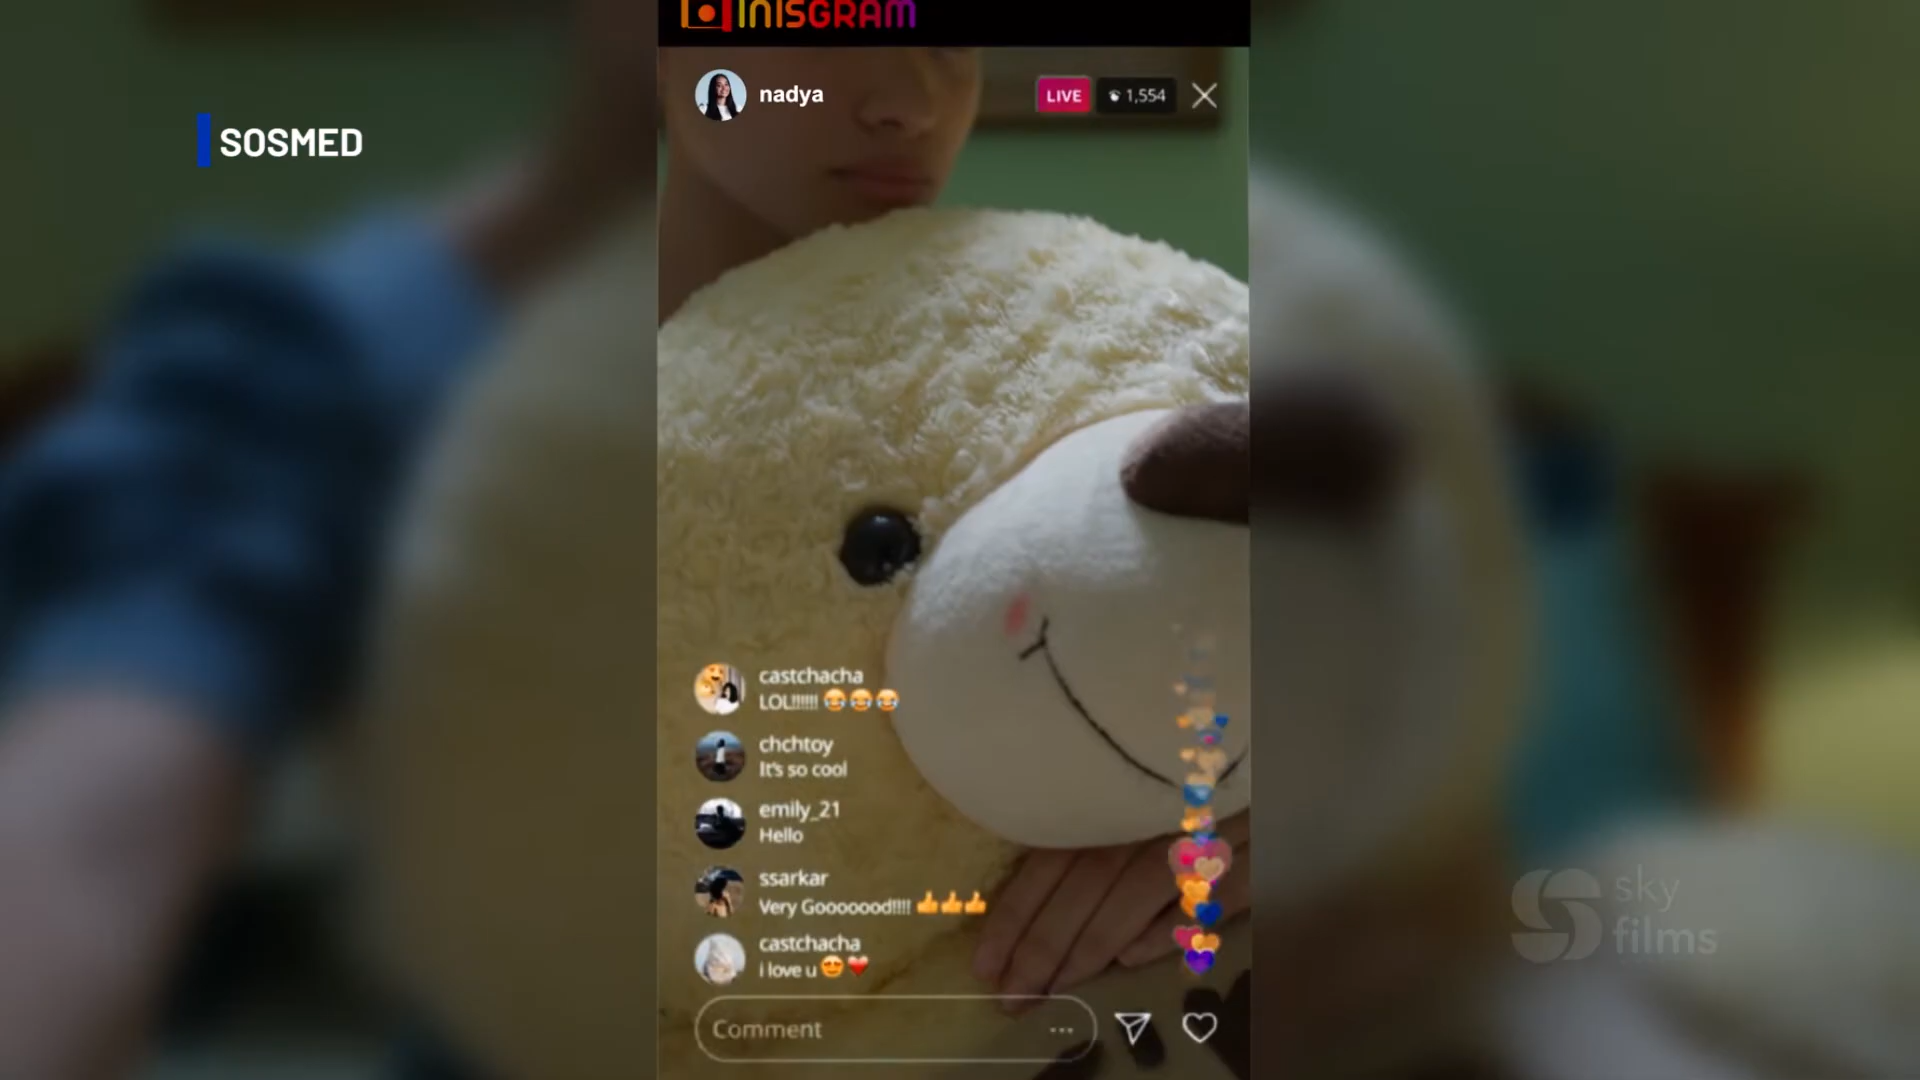 INISGRAM
nadya
LIVE
1,554
SOSMED
castchacha
LOL!!!!!! 😂😂😂
chchtoy
It's so cool
emily_21
Hello
ssarkar
Very Gooooood!!!! 👍👍👍
castchacha
i love u 😍❤️
Comment
sky
films